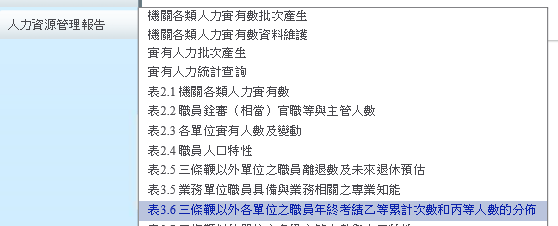 人力資源管理報告
機關各類人力實有數批次產生
機關各類人力實有數資料維護
實有人力批次產生
實有人力統計查詢
表2.1機關各類人力實有數
表2.2職員銓審（相當）官職等與主管人數
表2.3各單位實有人數及變動
表2.4職員人口特性
表2.5三條鞭以外單位之職員離退數及未來退休預估
表3.5業務單位職員具備與業務相關之專業知能
表3.6三條鞭以外各單位之職員年終考績乙等累計次數和丙等人數的分佈